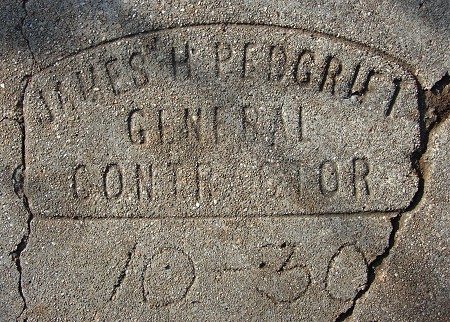 JAMES H PEDGRIFT
GENERAL
CONTRACTOR
10-30